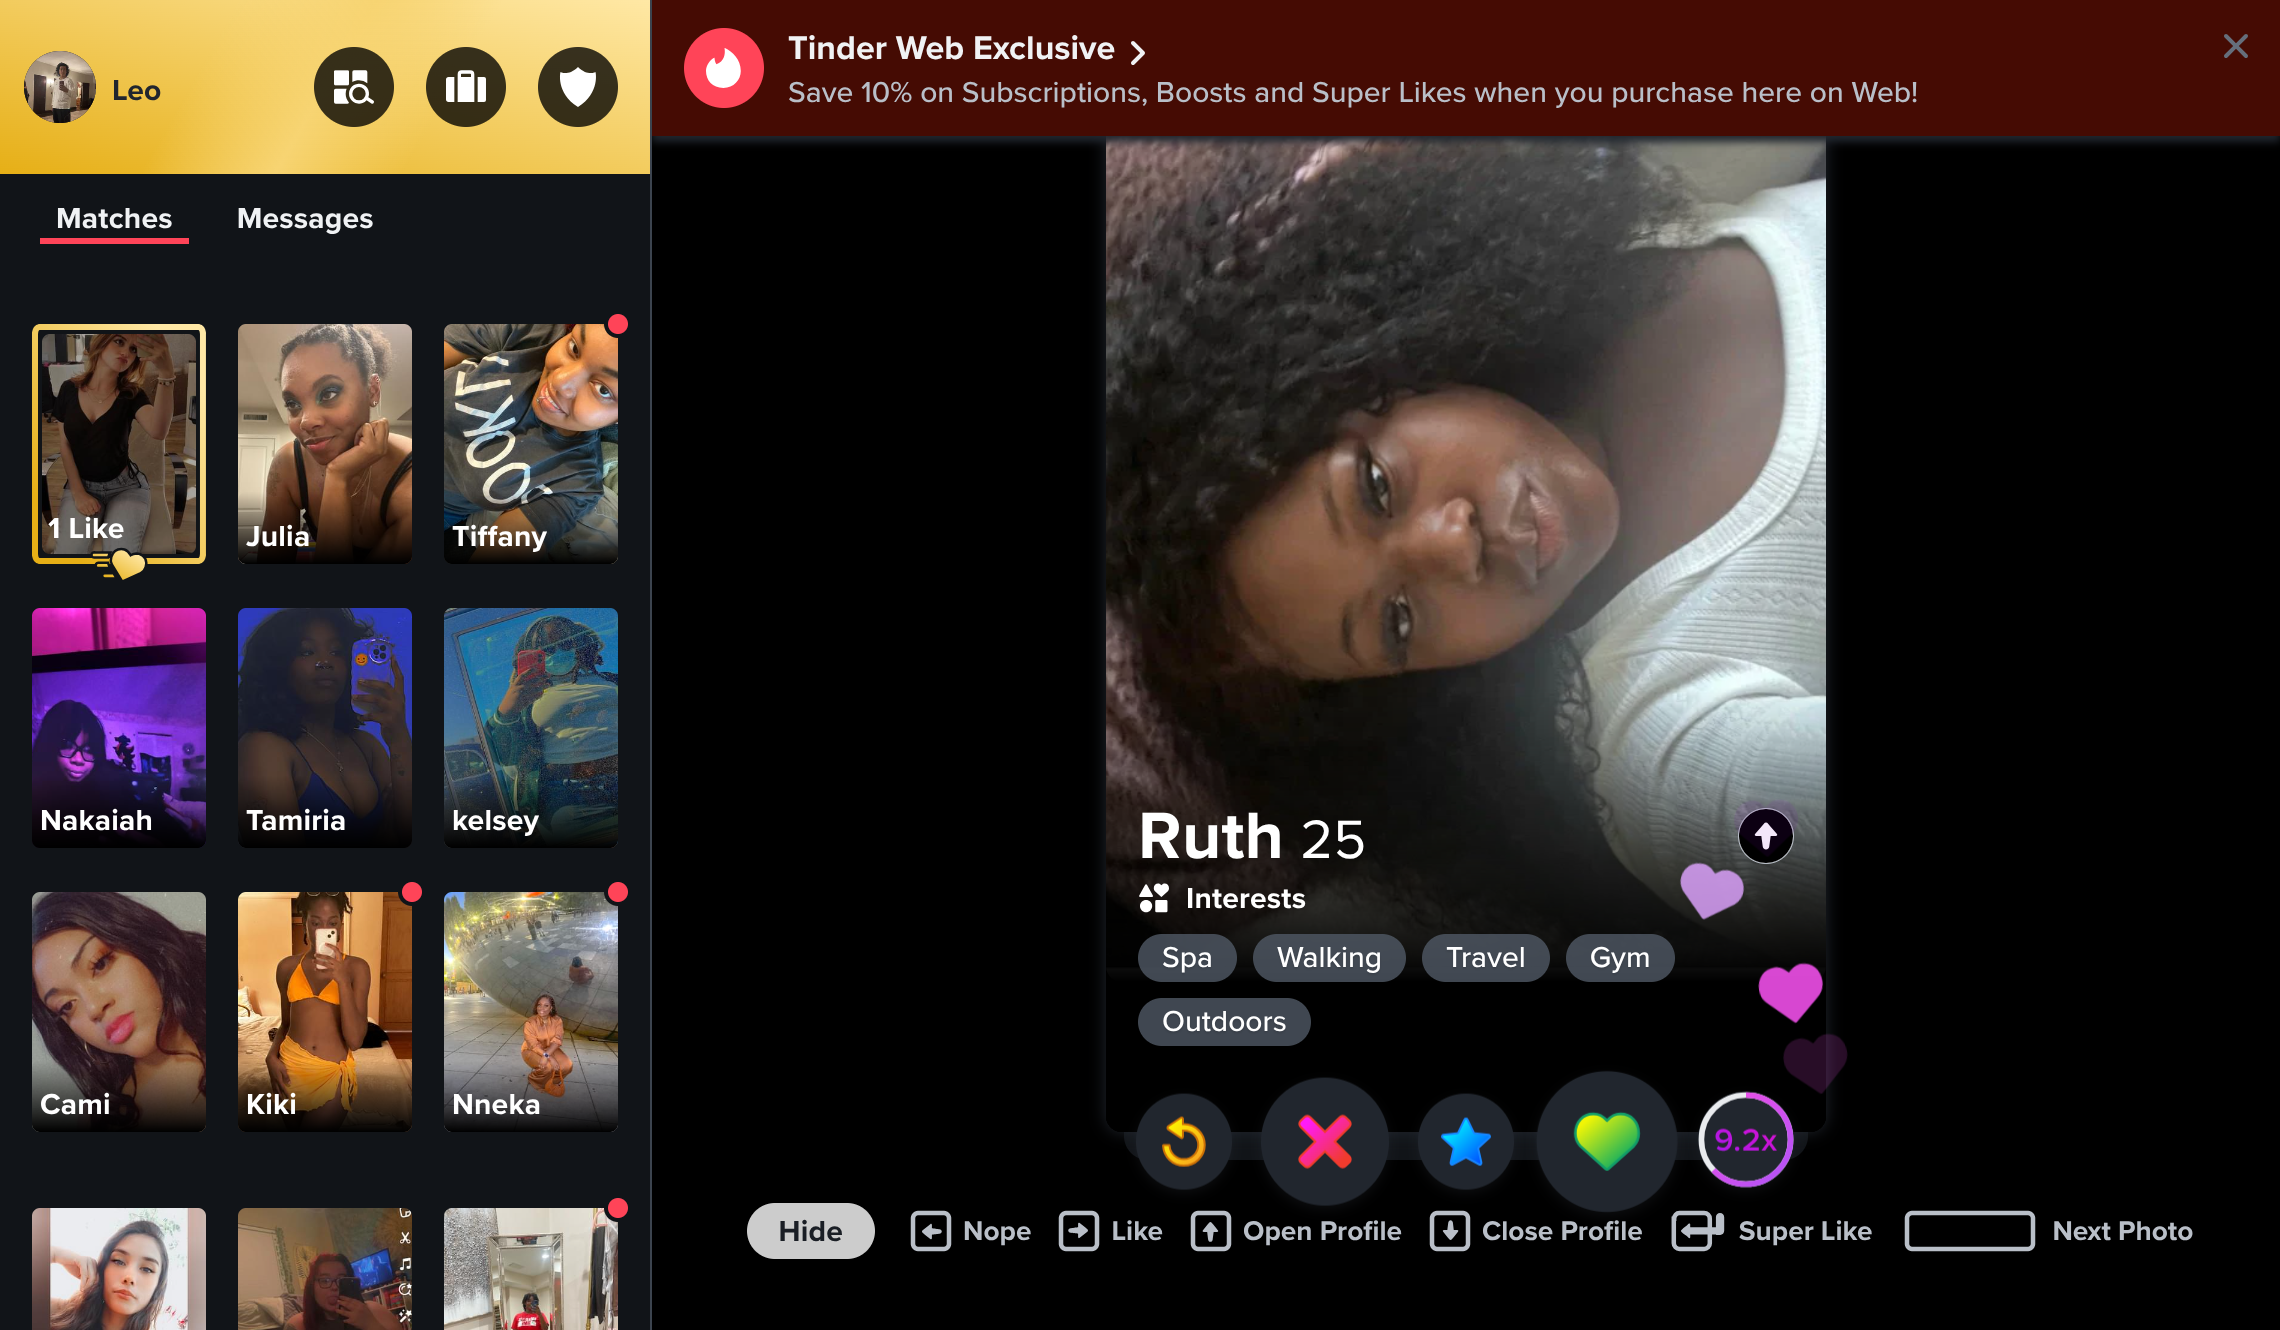 Leo
Matches
Messages
1 Like
Julia
Tiffany
Nakaiah
Tamiria
kelsey
Cami
Kiki
Nneka
Tinder Web Exclusive
Save 10% on Subscriptions, Boosts and Super Likes when you purchase here on Web!
Ruth 25
Interests
Spa
Walking
Travel
Gym
Outdoors
9.2x
Hide
Nope
Like
Open Profile
Close Profile
Super Like
Next Photo